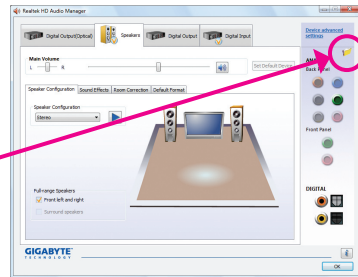 Realtek HD Audio Manager
Digital Output(Optical)
Speakers
Digital Output
Digital Input
Device advanced
settings
Main Volume
L
R
Set Default Device
ANALOG
Back Panel
Speaker Configuration
Sound Effects
Room Correction
Default Format
Speaker Configuration
Stereo
Front Panel
Full-range Speakers
Front left and right
Surround speakers
DIGITAL
GIGABYTE
TECHNOLOGY
i
OK